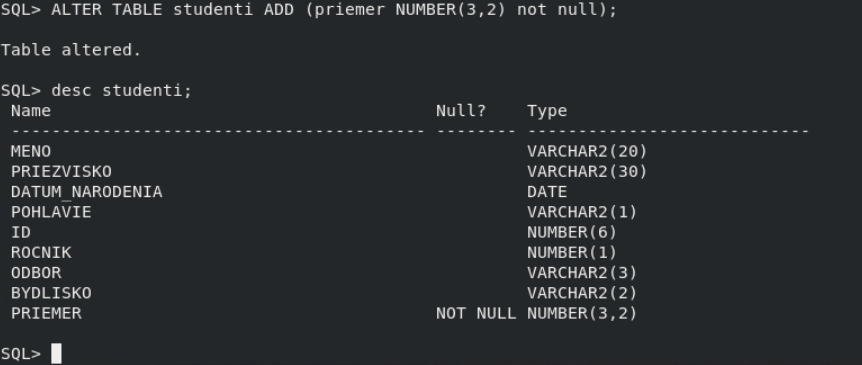 SQL> ALTER TABLE studenti ADD (priemer NUMBER(3,2) not null);
Table altered.
SQL> desc studenti;
Name Null? Type
----------------------------------------- -------- ----------------------------
MENO VARCHAR2(20)
PRIEZVISKO VARCHAR2(30)
DATUM_NARODENIA DATE
POHLAVIE VARCHAR2(1)
ID NUMBER(6)
ROCNIK NUMBER(1)
ODBOR VARCHAR2(3)
BYDLISKO VARCHAR2(2)
PRIEMER NOT NULL NUMBER(3,2)
SQL>